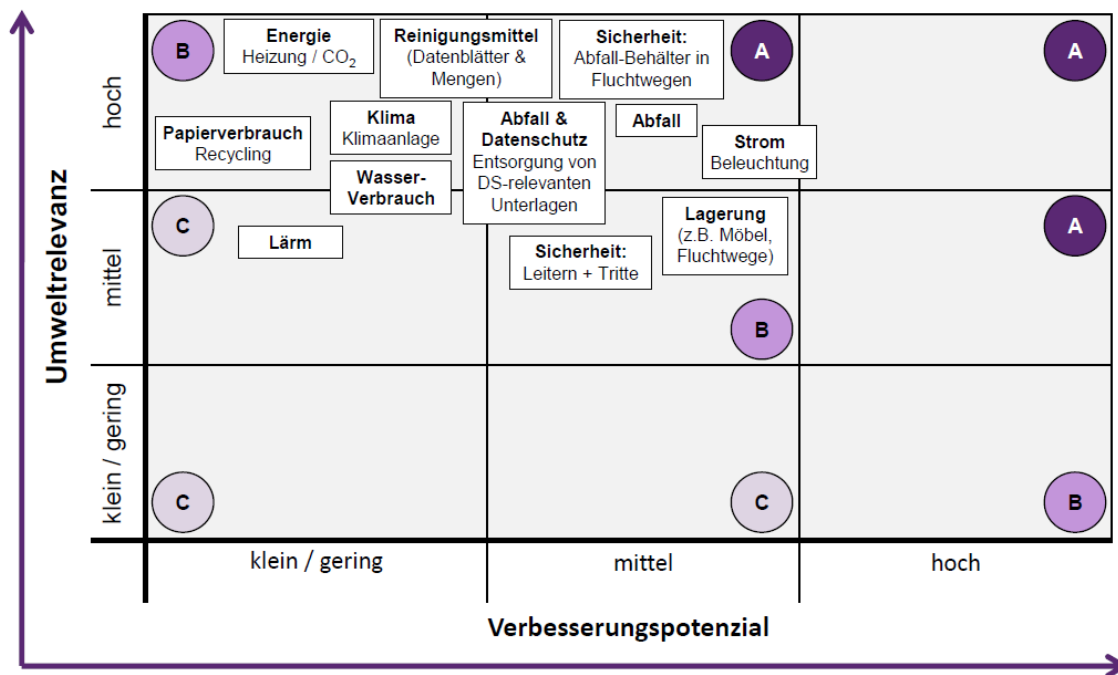 Umweltrelevanz
hoch
mittel
klein / gering
B
Energie
Heizung / CO₂
Reinigungsmittel
(Datenblätter &
Mengen)
Sicherheit:
Abfall-Behälter in
Fluchtwegen
A
A
Papierverbrauch
Recycling
Klima
Klimaanlage
Abfall &
Datenschutz
Entsorgung von
DS-relevanten
Unterlagen
Abfall
Strom
Beleuchtung
Wasser-
Verbrauch
C
Lärm
Sicherheit:
Leitern + Tritte
Lagerung
(z.B. Möbel,
Fluchtwege)
A
B
C
C
B
klein / gering
mittel
hoch
Verbesserungspotenzial